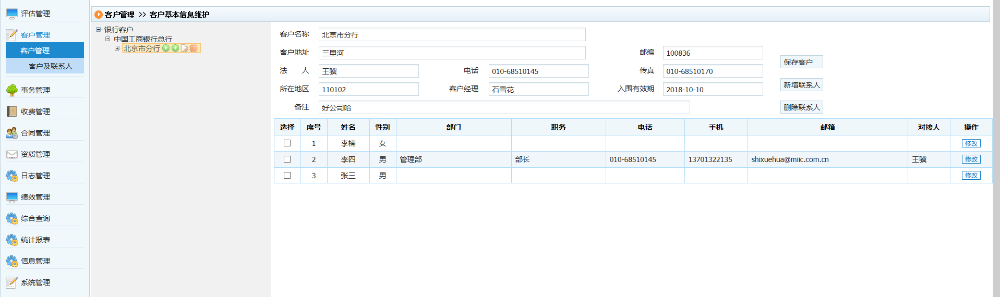 评估管理
客户管理
客户管理
客户及联系人
事务管理
收费管理
合同管理
资质管理
日志管理
绩效管理
综合查询
统计报表
信息管理
系统管理
客户管理 >> 客户基本信息维护
银行客户
中国工商银行总行
北京市分行
客户名称 北京市分行
客户地址 三里河 邮编 100836
法 人 王骥 电话 010-68510145 传真 010-68510170
所在地区 110102 客户经理 石雪花 入围有效期 2018-10-10
备注 好公司哈
保存客户
新增联系人
删除联系人
选择 序号 姓名 性别 部门 职务 电话 手机 邮箱 对接人 操作
1 李楠 女 修改
2 李四 男 管理部 部长 010-68510145 13701322135 shixuehua@miic.com.cn 王骥 修改
3 张三 男 修改